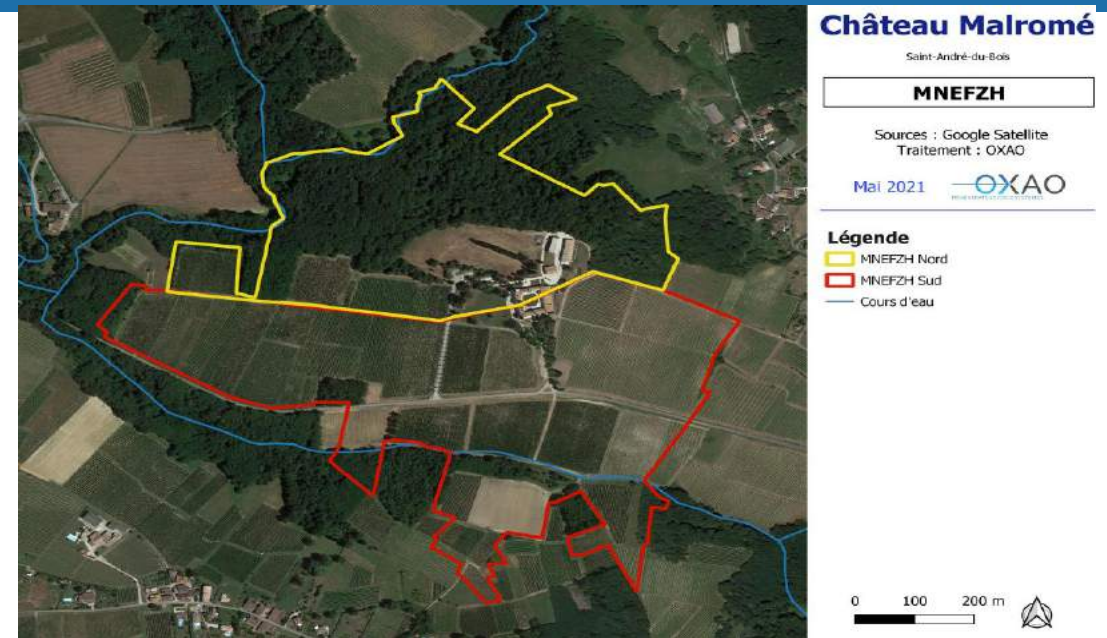 Château Malromé
Saint-André-du-Bois
MNEFZH
Sources : Google Satellite
Traitement : OXAO
Mai 2021
OXAO
Légende
MNEFZH Nord
MNEFZH Sud
Cours d'eau
0 100 200 m